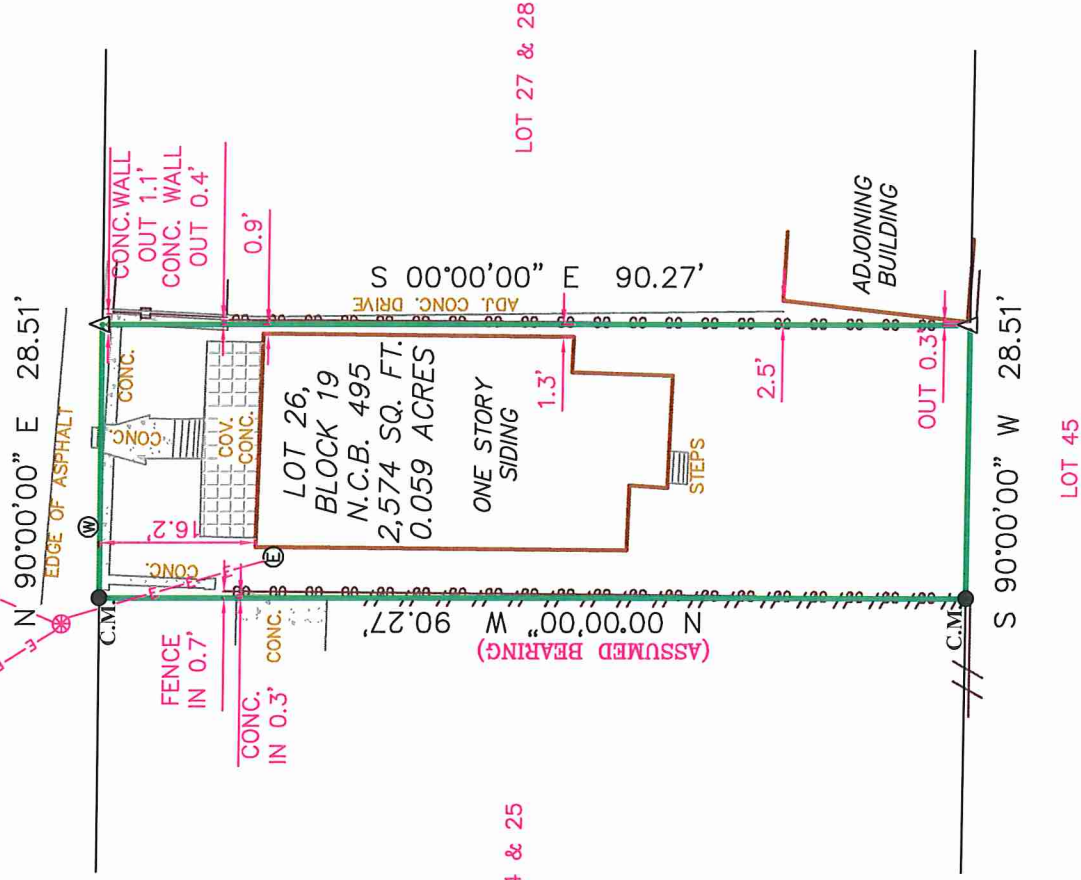 N 90°00'00" E 28.51'
EDGE OF ASPHALT
CONC.WALL
OUT 1.1'
CONC. WALL
OUT 0.4'
0.9'
LOT 27 & 28
W
C.M.
CONC.
CONC.
CONC.
COV.
CONC.
16.2'
E
E
E
E
FENCE
IN 0.7'
CONC.
IN 0.3'
CONC.
N 00°00'00" W 90.27'
(ASSUMED BEARING)
S 00°00'00" E 90.27'
ADJ. CONC. DRIVE
LOT 26,
BLOCK 19
N.C.B. 495
2,574 SQ. FT.
0.059 ACRES
ONE STORY
SIDING
1.3'
2.5'
STEPS
ADJOINING
BUILDING
OUT 0.3'
4 & 25
C.M.
S 90°00'00" W 28.51'
LOT 45